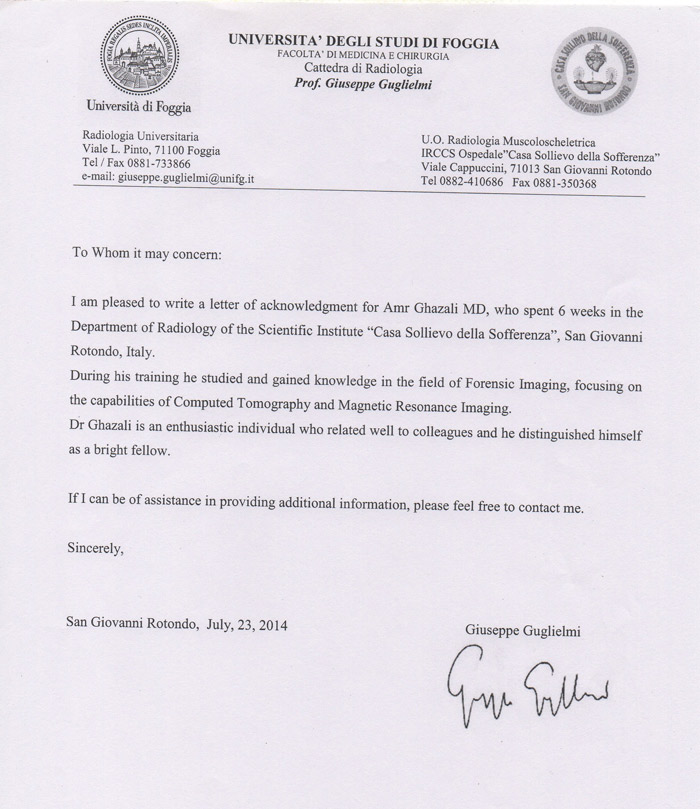 FOGIA REGALIS SEDES INCLITA IMPERIALIS
Università di Foggia
UNIVERSITA’ DEGLI STUDI DI FOGGIA
FACOLTA’ DI MEDICINA E CHIRURGIA
Cattedra di Radiologia
Prof. Giuseppe Guglielmi
CASA SOLLIEVO DELLA SOFFERENZA
SAN GIOVANNI ROTONDO
Radiologia Universitaria
Viale L. Pinto, 71100 Foggia
Tel / Fax 0881-733866
e-mail: giuseppe.guglielmi@unifg.it
U.O. Radiologia Muscoloscheletrica
IRCCS Ospedale”Casa Sollievo della Sofferenza”
Viale Cappuccini, 71013 San Giovanni Rotondo
Tel 0882-410686 Fax 0881-350368
To Whom it may concern:
I am pleased to write a letter of acknowledgment for Amr Ghazali MD, who spent 6 weeks in the
Department of Radiology of the Scientific Institute “Casa Sollievo della Sofferenza”, San Giovanni
Rotondo, Italy.
During his training he studied and gained knowledge in the field of Forensic Imaging, focusing on
the capabilities of Computed Tomography and Magnetic Resonance Imaging.
Dr Ghazali is an enthusiastic individual who related well to colleagues and he distinguished himself
as a bright fellow.
If I can be of assistance in providing additional information, please feel free to contact me.
Sincerely,
San Giovanni Rotondo, July, 23, 2014
Giuseppe Guglielmi